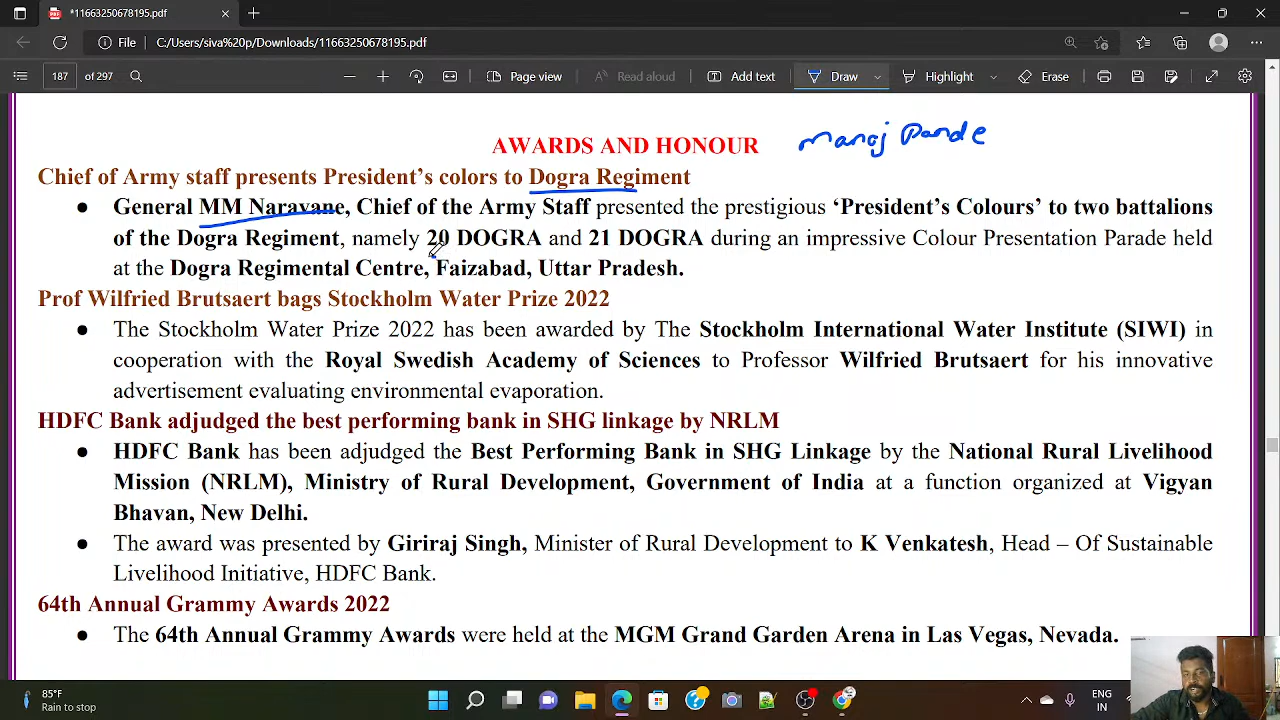 *11663250678195.pdf
File C:/Users/siva%20p/Downloads/11663250678195.pdf
187 of 297 Page view Read aloud Add text Draw Highlight Erase
AWARDS AND HONOUR
Manoj Pande
Chief of Army staff presents President's colors to Dogra Regiment
● General MM Naravane, Chief of the Army Staff presented the prestigious ‘President's Colours’ to two battalions
of the Dogra Regiment, namely 20 DOGRA and 21 DOGRA during an impressive Colour Presentation Parade held
at the Dogra Regimental Centre, Faizabad, Uttar Pradesh.
Prof Wilfried Brutsaert bags Stockholm Water Prize 2022
● The Stockholm Water Prize 2022 has been awarded by The Stockholm International Water Institute (SIWI) in
cooperation with the Royal Swedish Academy of Sciences to Professor Wilfried Brutsaert for his innovative
advertisement evaluating environmental evaporation.
HDFC Bank adjudged the best performing bank in SHG linkage by NRLM
● HDFC Bank has been adjudged the Best Performing Bank in SHG Linkage by the National Rural Livelihood
Mission (NRLM), Ministry of Rural Development, Government of India at a function organized at Vigyan
Bhavan, New Delhi.
● The award was presented by Giriraj Singh, Minister of Rural Development to K Venkatesh, Head – Of Sustainable
Livelihood Initiative, HDFC Bank.
64th Annual Grammy Awards 2022
● The 64th Annual Grammy Awards were held at the MGM Grand Garden Arena in Las Vegas, Nevada.
85°F
Rain to stop
ENG
IN